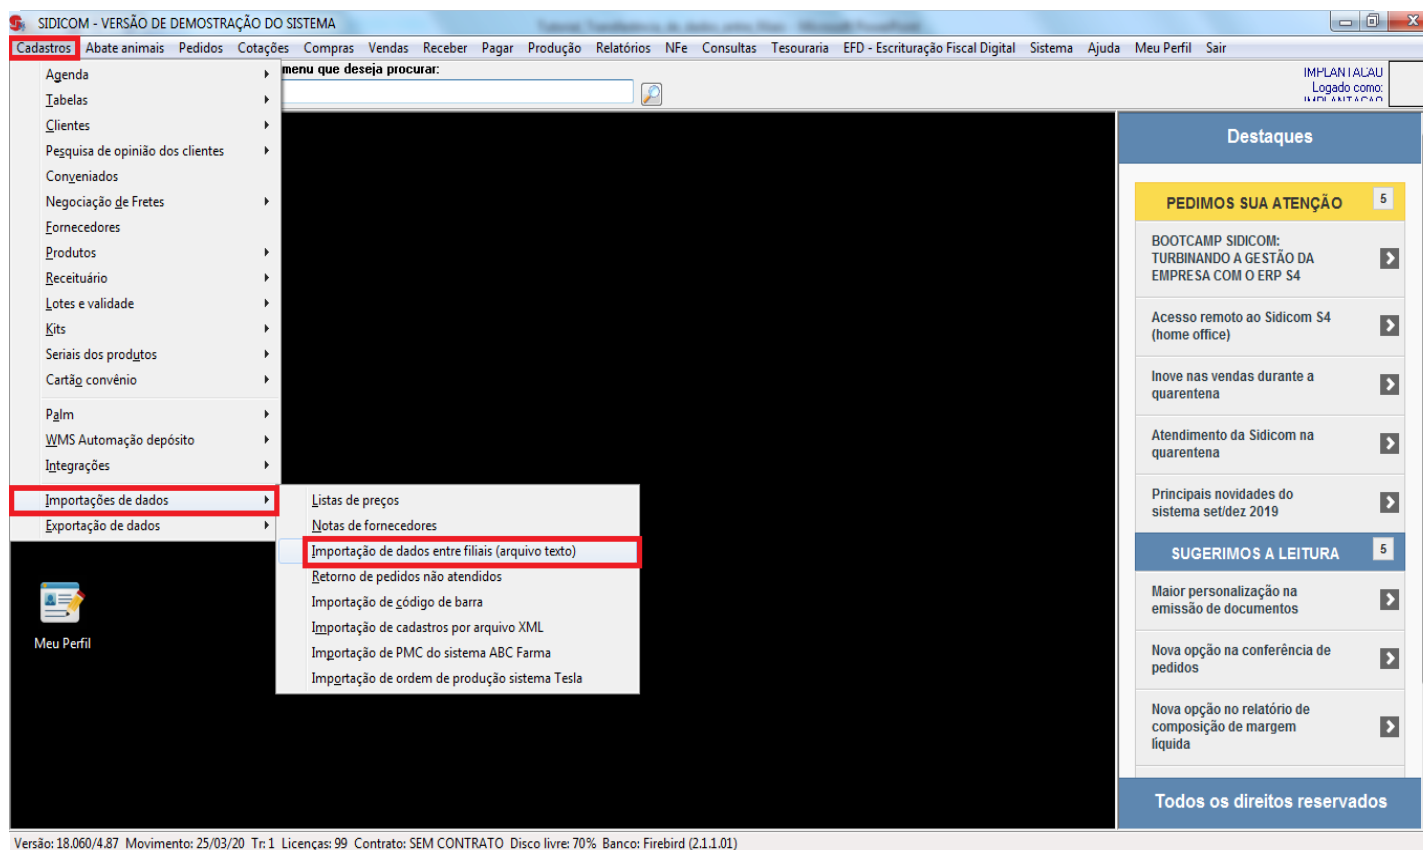 SIDICOM - VERSÃO DE DEMOSTRAÇÃO DO SISTEMA
Cadastros Abate animais Pedidos Cotações Compras Vendas Receber Pagar Produção Relatórios NFe Consultas Tesouraria EFD - Escrituração Fiscal Digital Sistema Ajuda Meu Perfil Sair
menu que deseja procurar:
IMPLANTACAO
Logado como:
IMPLANTACAO
Agenda
Tabelas
Clientes
Pesquisa de opinião dos clientes
Conveniados
Negociação de Fretes
Fornecedores
Produtos
Receituário
Lotes e validade
Kits
Seriais dos produtos
Cartão convênio
Palm
WMS Automação depósito
Integrações
Importações de dados
Exportação de dados
Listas de preços
Notas de fornecedores
Importação de dados entre filiais (arquivo texto)
Retorno de pedidos não atendidos
Importação de código de barra
Importação de cadastros por arquivo XML
Importação de PMC do sistema ABC Farma
Importação de ordem de produção sistema Tesla
Meu Perfil
Destaques
PEDIMOS SUA ATENÇÃO 5
BOOTCAMP SIDICOM:
TURBINANDO A GESTÃO DA
EMPRESA COM O ERP S4
Acesso remoto ao Sidicom S4
(home office)
Inove nas vendas durante a
quarentena
Atendimento da Sidicom na
quarentena
Principais novidades do
sistema set/dez 2019
SUGERIMOS A LEITURA 5
Maior personalização na
emissão de documentos
Nova opção na conferência de
pedidos
Nova opção no relatório de
composição de margem
líquida
Todos os direitos reservados
Versão: 18.060/4.87 Movimento: 25/03/20 Tr: 1 Licenças: 99 Contrato: SEM CONTRATO Disco livre: 70% Banco: Firebird (2.1.1.01)